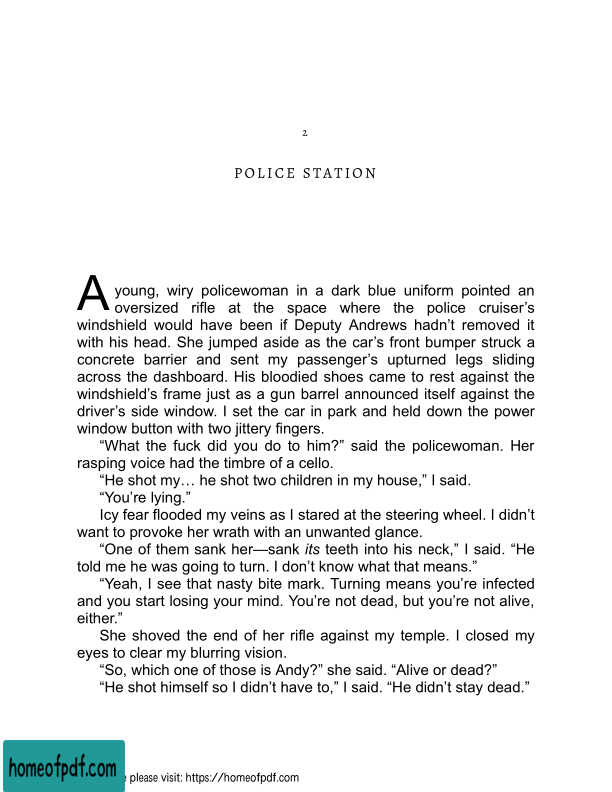 2
POLICE STATION
A young, wiry policewoman in a dark blue uniform pointed an
oversized rifle at the space where the police cruiser’s
windshield would have been if Deputy Andrews hadn’t removed it
with his head. She jumped aside as the car’s front bumper struck a
concrete barrier and sent my passenger’s upturned legs sliding
across the dashboard. His bloodied shoes came to rest against the
windshield’s frame just as a gun barrel announced itself against the
driver’s side window. I set the car in park and held down the power
window button with two jittery fingers.
“What the fuck did you do to him?” said the policewoman. Her
rasping voice had the timbre of a cello.
“He shot my… he shot two children in my house,” I said.
“You’re lying.”
Icy fear flooded my veins as I stared at the steering wheel. I didn’t
want to provoke her wrath with an unwanted glance.
“One of them sank her—sank its teeth into his neck,” I said. “He
told me he was going to turn. I don’t know what that means.”
“Yeah, I see that nasty bite mark. Turning means you’re infected
and you start losing your mind. You’re not dead, but you’re not alive,
either.”
She shoved the end of her rifle against my temple. I closed my
eyes to clear my blurring vision.
“So, which one of those is Andy?” she said. “Alive or dead?”
“He shot himself so I didn’t have to,” I said. “He didn’t stay dead.”
homeofpdf.com
please visit: https://homeofpdf.com